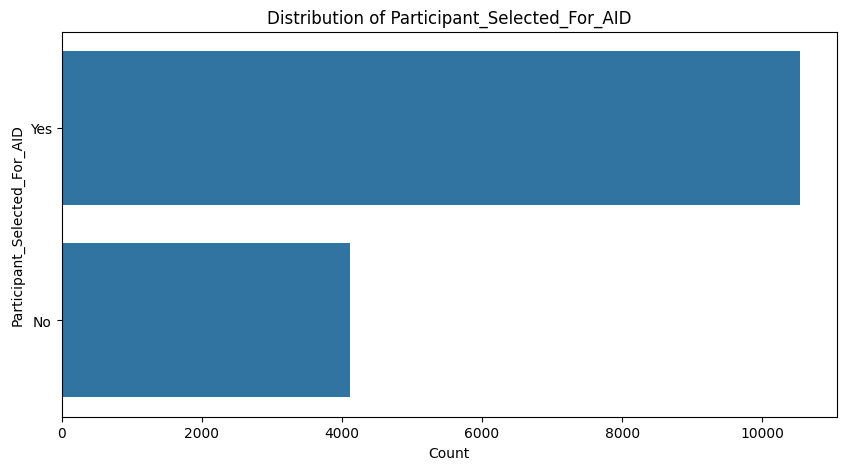 Distribution of Participant_Selected_For_AID
Participant_Selected_For_AID
Yes
No
0 2000 4000 6000 8000 10000
Count